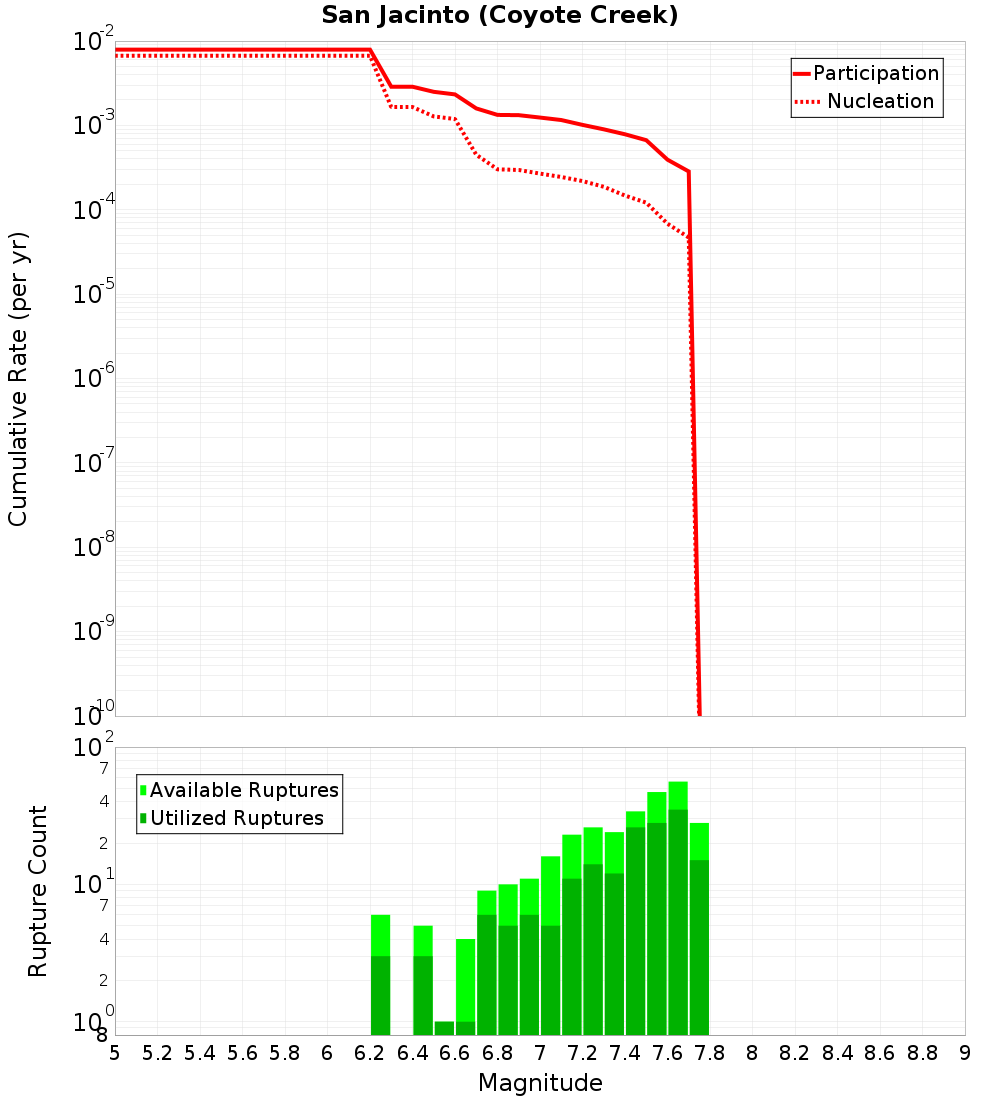 San Jacinto (Coyote Creek)
10-2
10-3
10-4
10-5
10-6
10-7
10-8
10-9
10-10
Cumulative Rate (per yr)
Participation
Nucleation
10 2
7
4
2
10 1
7
4
2
10 0
8
Rupture Count
Available Ruptures
Utilized Ruptures
5 5.2 5.4 5.6 5.8 6 6.2 6.4 6.6 6.8 7 7.2 7.4 7.6 7.8 8 8.2 8.4 8.6 8.8 9
Magnitude